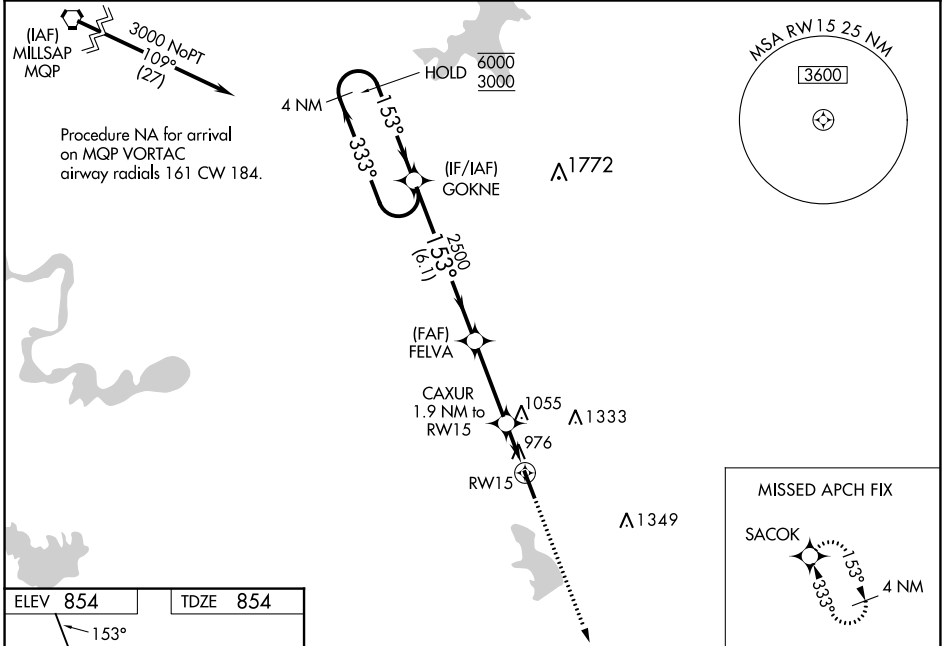 (IAF)
MILLSAP
MQP
3000 NoPT
109°
(27)
Procedure NA for arrival
on MQP VORTAC
airway radials 161 CW 184.
HOLD
6000
3000
4 NM
153°
333°
(IF/IAF)
GOKNE
1772
MSA RW15 25 NM
3600
2500
153°
(6.1)
(FAF)
FELVA
CAXUR
1.9 NM to
RW15
1055
1333
976
RW15
1349
MISSED APCH FIX
SACOK
153°
333°
4 NM
ELEV 854
TDZE 854
153°